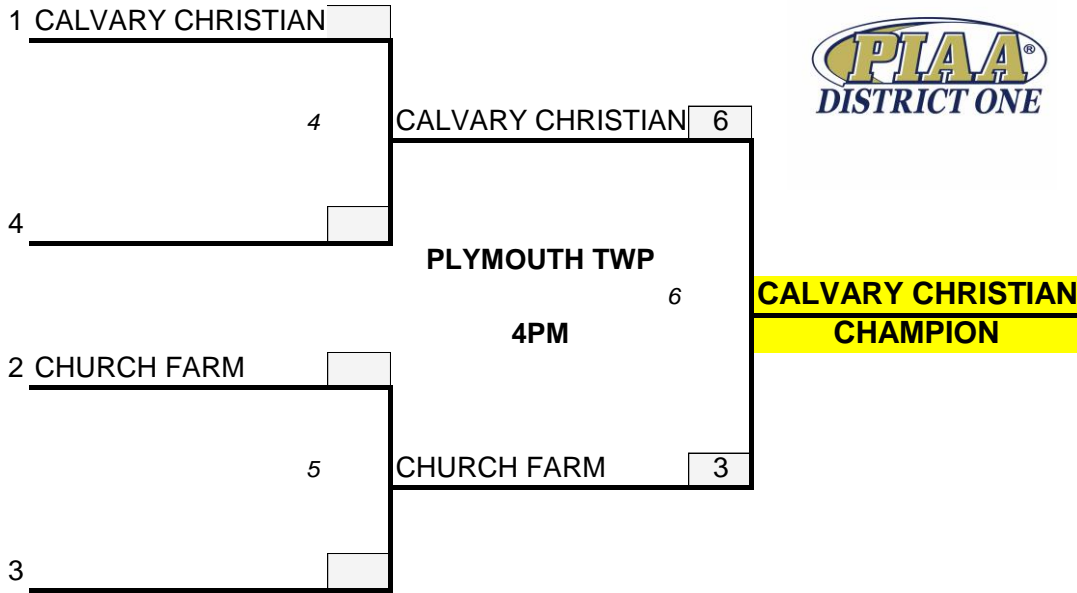 1 CALVARY CHRISTIAN
PIAA®
DISTRICT ONE
4 CALVARY CHRISTIAN 6
4
PLYMOUTH TWP
6 CALVARY CHRISTIAN
4PM CHAMPION
2 CHURCH FARM
5 CHURCH FARM 3
3